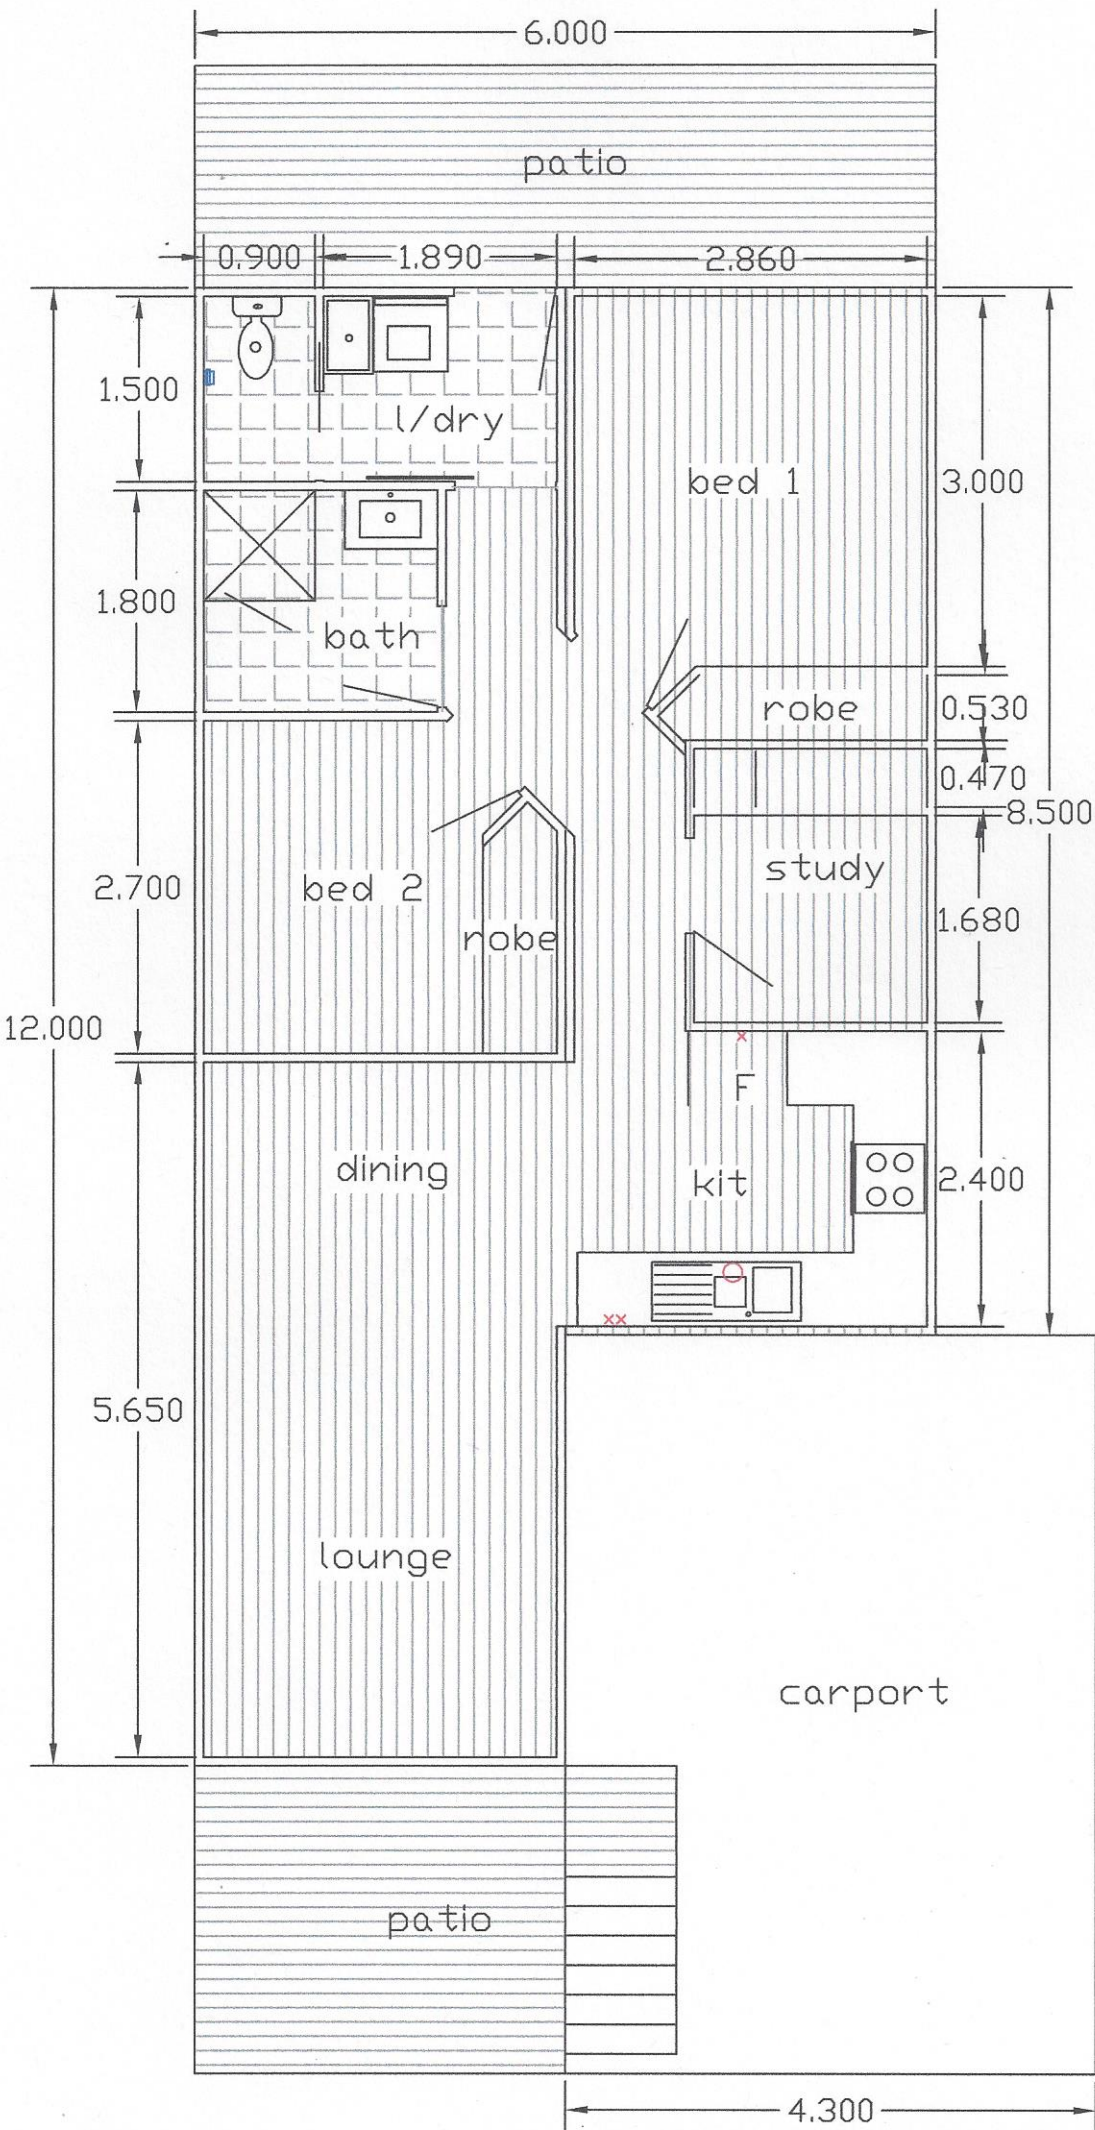 6.000
patio
0.900
1.890
2.860
1.500
l/dry
bed 1
3.000
1.800
bath
robe
0.530
0.470
8.500
study
2.700
bed 2
robe
1.680
12.000
F
dining
kit
2.400
xx
5.650
lounge
carport
patio
4.300